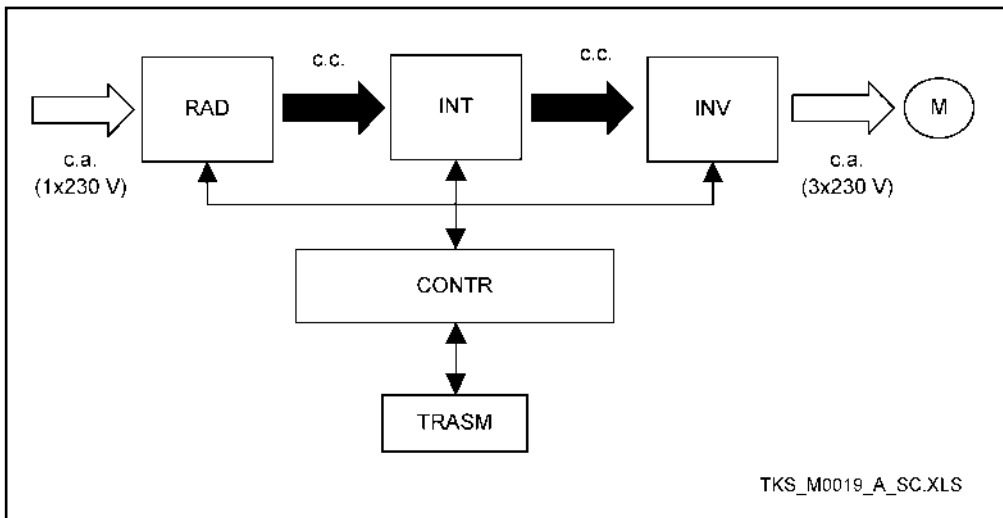 c.c.
c.c.
RAD
INT
INV
M
c.a.
(1x230 V)
c.a.
(3x230 V)
CONTR
TRASM
TKS_M0019_A_SC.XLS